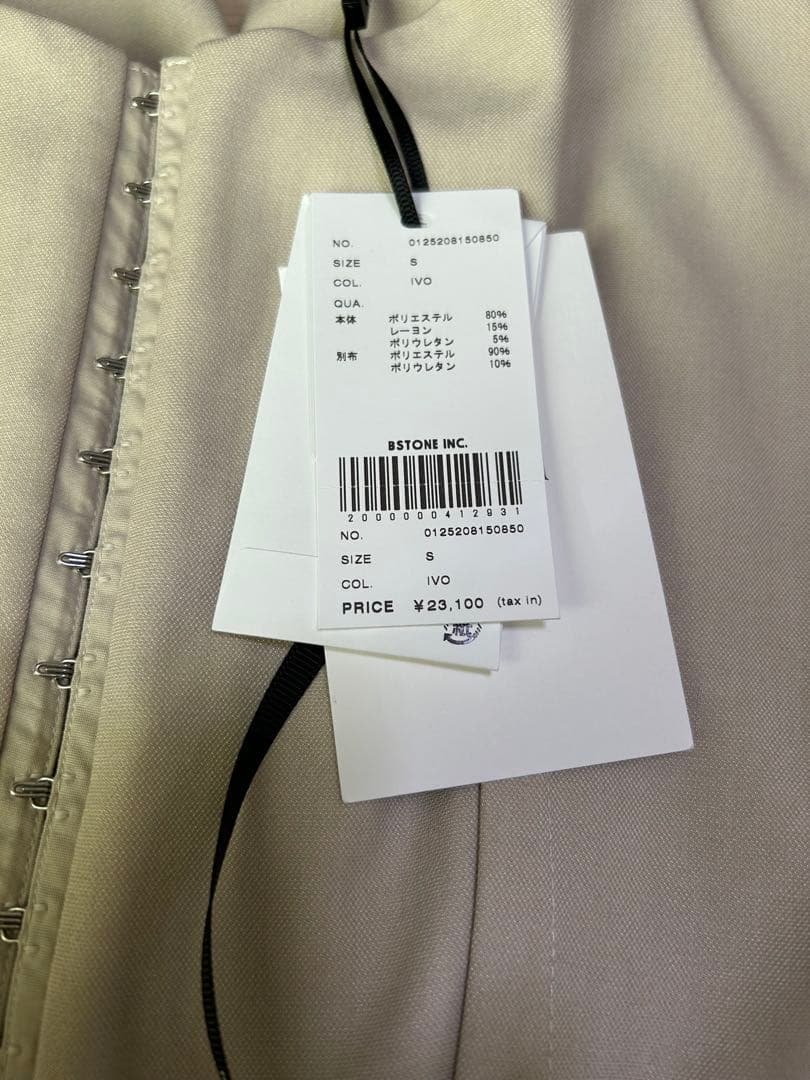 NO. 0125208150850
SIZE S
COL. IVO
QUA.
本体 ポリエステル 80%
レーヨン 15%
ポリウレタン 5%
別布 ポリエステル 90%
ポリウレタン 10%
BSTONE INC.
2000000412931
NO. 0125208150850
SIZE S
COL. IVO
PRICE ¥23,100 (tax in)